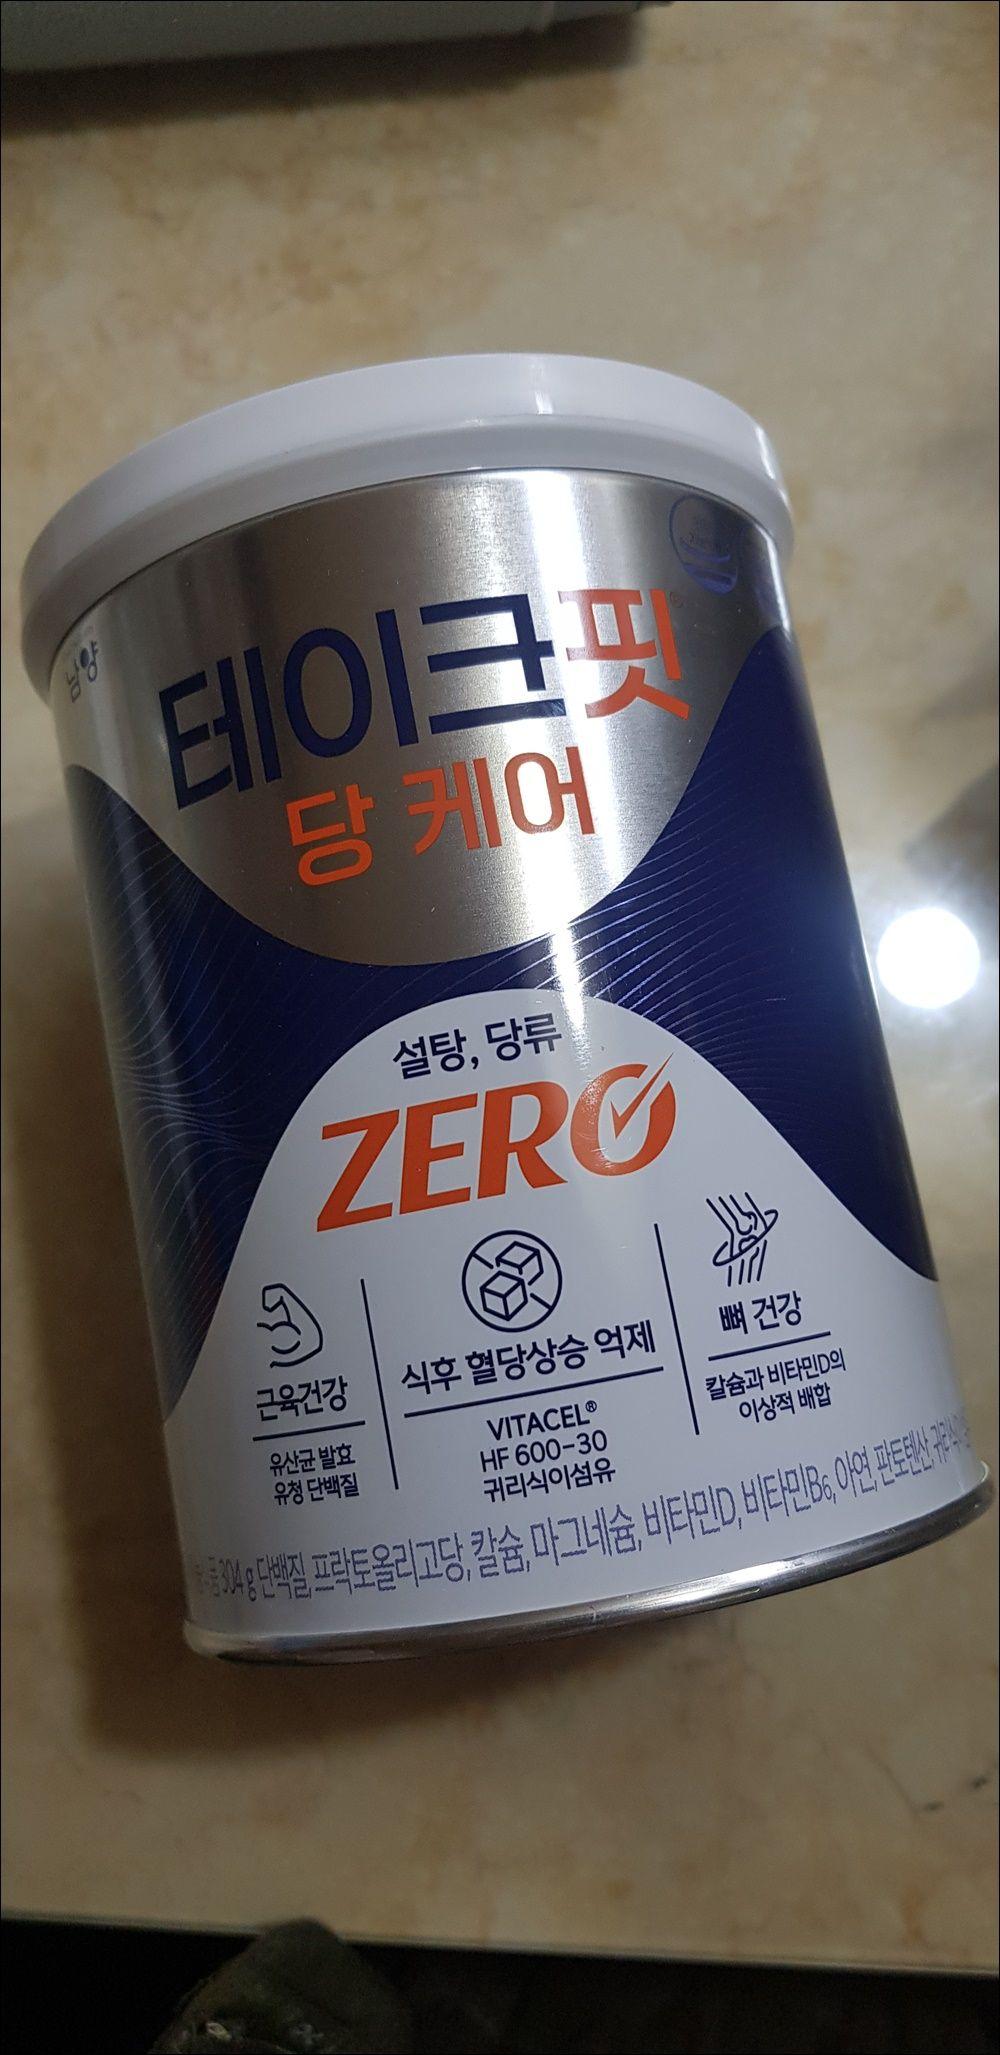 남양
테이크핏
당 케어
설탕, 당류
ZERO
근육건강
유산균 발효
유청 단백질
식후 혈당상승 억제
VITACEL®
HF 600-30
귀리식이섬유
뼈 건강
칼슘과 비타민D의
이상적 배합
304 g 단백질, 프락토올리고당, 칼슘, 마그네슘, 비타민D, 비타민B6, 아연, 판토텐산,